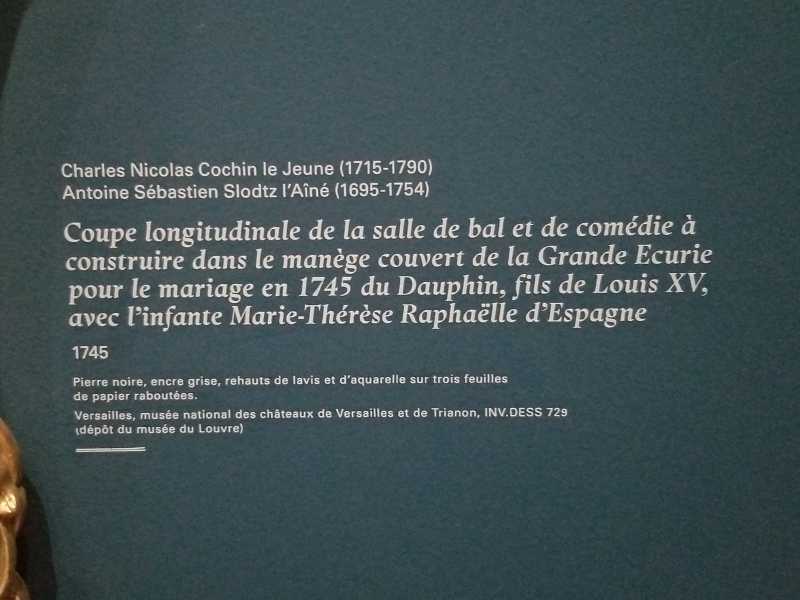 Charles Nicolas Cochin le Jeune (1715-1790)
Antoine Sébastien Slodtz l'Aîné (1695-1754)
Coupe longitudinale de la salle de bal et de comédie à
construire dans le manège couvert de la Grande Ecurie
pour le mariage en 1745 du Dauphin, fils de Louis XV,
avec l'infante Marie-Thérèse Raphaëlle d'Espagne
1745
Pierre noire, encre grise, rehauts de lavis et d'aquarelle sur trois feuilles
de papier raboutées.
Versailles, musée national des châteaux de Versailles et de Trianon, INV.DESS 729
(dépôt du musée du Louvre)